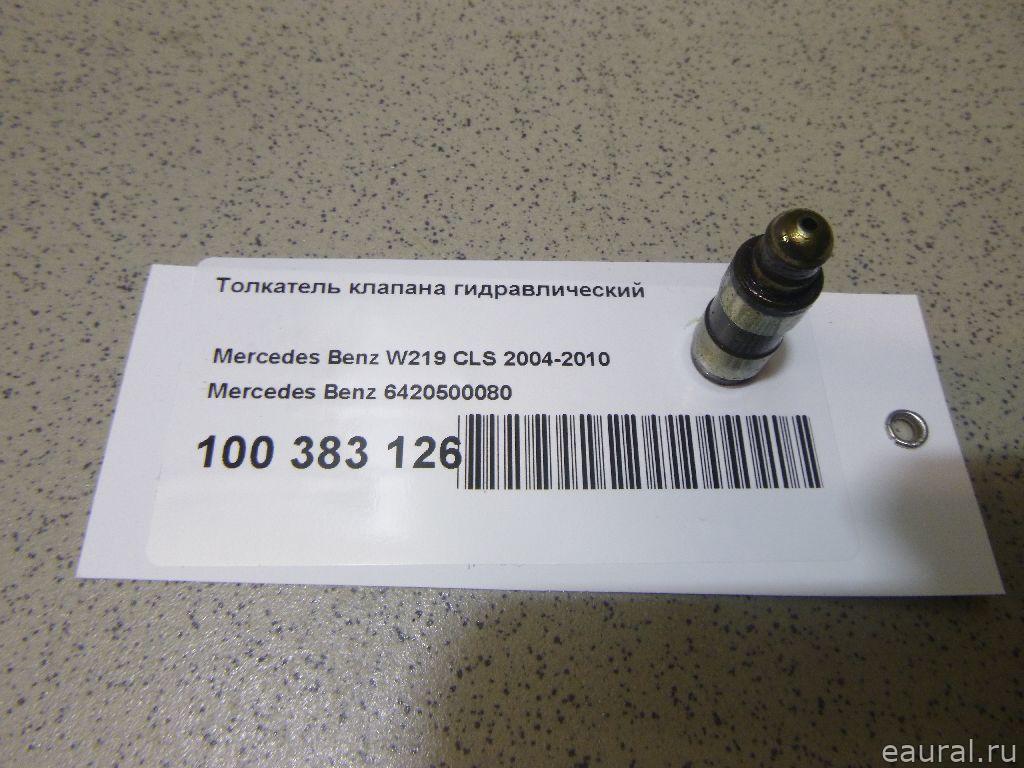 Толкатель клапана гидравлический
Mercedes Benz W219 CLS 2004-2010
Mercedes Benz 6420500080
100 383 126
eaural.ru